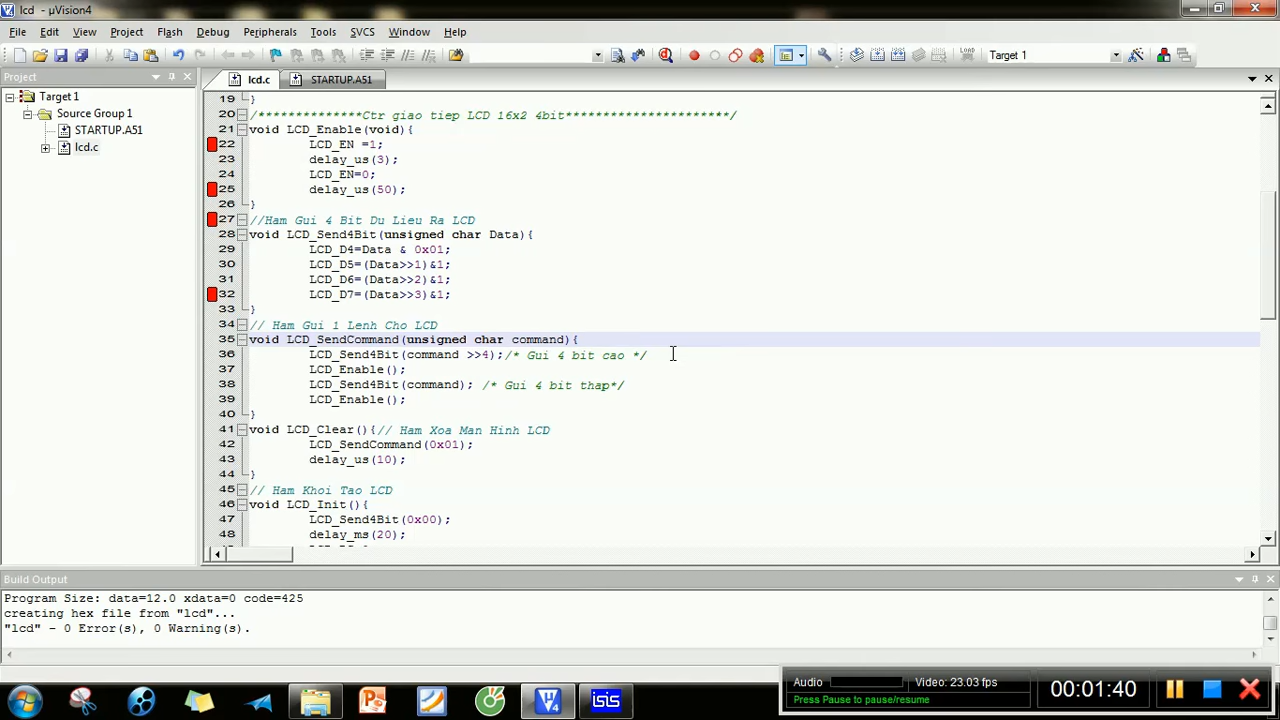 lcd - µVision4
File Edit View Project Flash Debug Peripherals Tools SVCS Window Help
LOAD Target 1
Project
lcd.c STARTUP.A51
Target 1
Source Group 1
STARTUP.A51
lcd.c
19 }
20 /**************Ctr giao tiep LCD 16x2 4bit**********************/
21 void LCD_Enable(void){
22 LCD_EN =1;
23 delay_us(3);
24 LCD_EN=0;
25 delay_us(50);
26 }
27 //Ham Gui 4 Bit Du Lieu Ra LCD
28 void LCD_Send4Bit(unsigned char Data){
29 LCD_D4=Data & 0x01;
30 LCD_D5=(Data>>1)&1;
31 LCD_D6=(Data>>2)&1;
32 LCD_D7=(Data>>3)&1;
33 }
34 // Ham Gui 1 Lenh Cho LCD
35 void LCD_SendCommand(unsigned char command){
36 LCD_Send4Bit(command >>4);/* Gui 4 bit cao */
37 LCD_Enable();
38 LCD_Send4Bit(command); /* Gui 4 bit thap*/
39 LCD_Enable();
40 }
41 void LCD_Clear(){// Ham Xoa Man Hinh LCD
42 LCD_SendCommand(0x01);
43 delay_us(10);
44 }
45 // Ham Khoi Tao LCD
46 void LCD_Init(){
47 LCD_Send4Bit(0x00);
48 delay_ms(20);
Build Output
Program Size: data=12.0 xdata=0 code=425
creating hex file from "lcd"...
"lcd" - 0 Error(s), 0 Warning(s).
Audio Video: 23.03 fps
Press Pause to pause/resume
00:01:40
isis